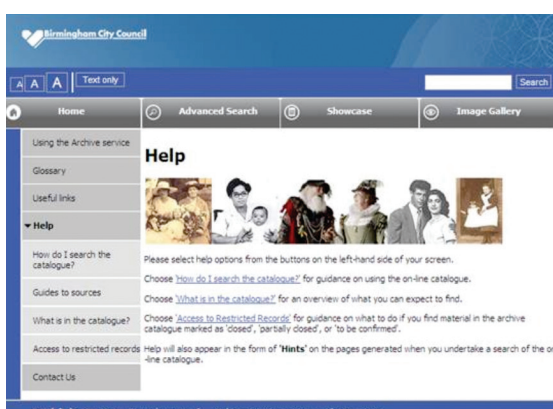 Birmingham City Council
A A A Text only
Search
Home Advanced Search Showcase Image Gallery
Using the Archive service
Glossary
Useful links
Help
How do I search the
catalogue?
Guides to sources
What is in the catalogue?
Access to restricted records
Contact Us
Help
Please select help options from the buttons on the left-hand side of your screen.
Choose 'How do I search the catalogue?' for guidance on using the on-line catalogue.
Choose 'What is in the catalogue?' for an overview of what you can expect to find.
Choose 'Access to Restricted Records' for guidance on what to do if you find material in the archive
catalogue marked as 'closed', 'partially closed', or 'to be confirmed'.
Help will also appear in the form of 'Hints' on the pages generated when you undertake a search of the
-line catalogue.